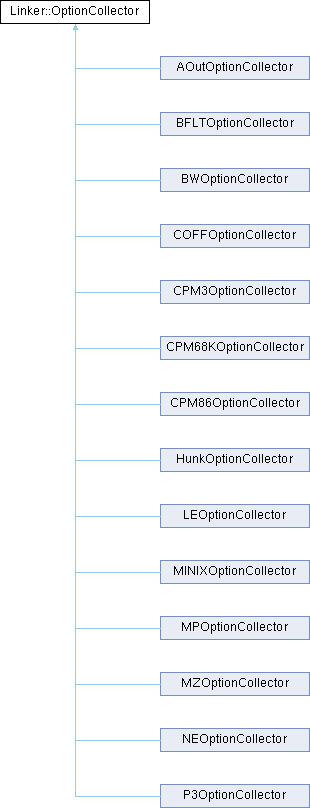 Linker::OptionCollector
AOutOptionCollector
BFLTOptionCollector
BWOptionCollector
COFFOptionCollector
CPM3OptionCollector
CPM68KOptionCollector
CPM86OptionCollector
HunkOptionCollector
LEOptionCollector
MINIXOptionCollector
MPOptionCollector
MZOptionCollector
NEOptionCollector
P3OptionCollector